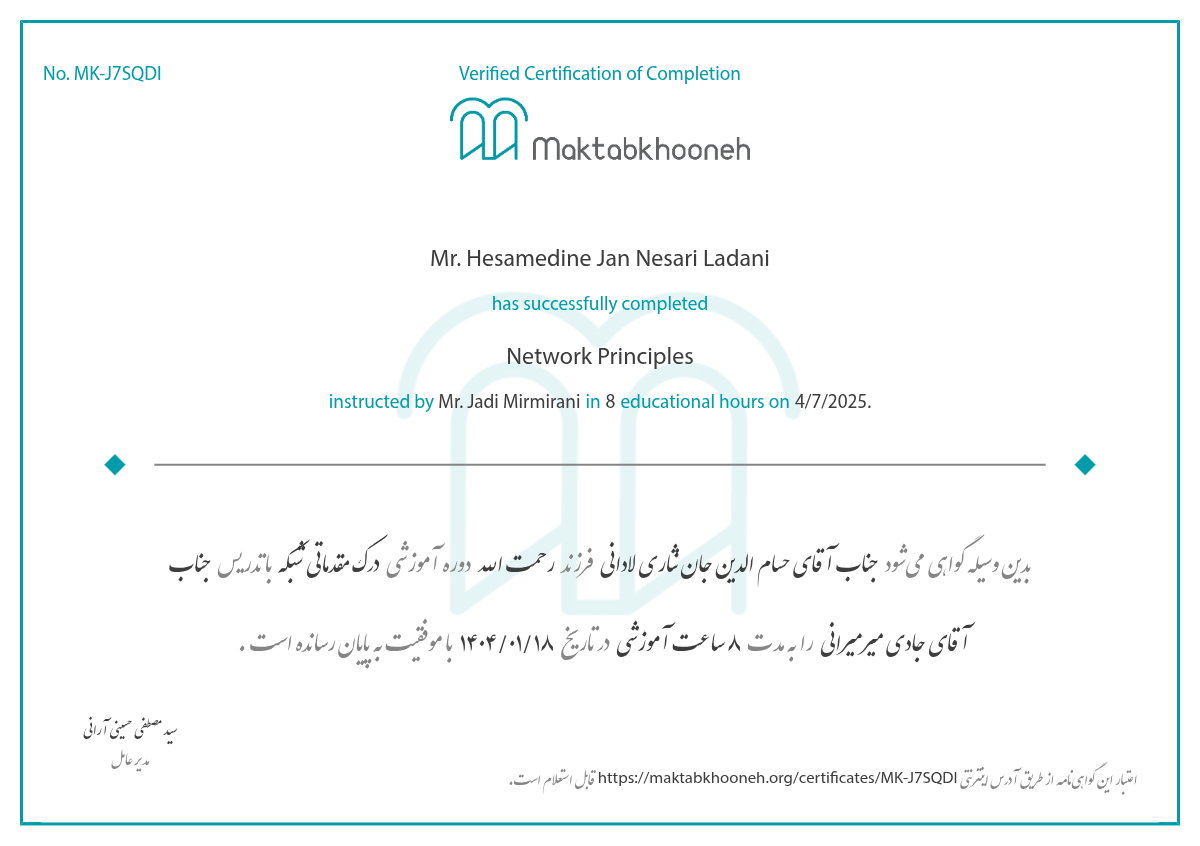 No. MK-J7SQDI
Verified Certification of Completion
Maktabkhooneh
Mr. Hesamedine Jan Nesari Ladani
has successfully completed
Network Principles
instructed by Mr. Jadi Mirmirani in 8 educational hours on 4/7/2025.
بدین وسیله گواهی می‌شود جناب آقای حسام الدین جان نثاری لادانی فرزند رحمت الله دوره آموزشی درک مقدماتی شبکه با تدریس جناب
آقای جادی میرمیرانی را به مدت ۸ ساعت آموزشی در تاریخ ۱۴۰۴/۰۱/۱۸ با موفقیت به پایان رسانده است .
سید مصطفی حسینی آرانی
مدیر عامل
اعتبار این گواهی‌نامه از طریق آدرس اینترنتی https://maktabkhooneh.org/certificates/MK-J7SQDI قابل استعلام است.